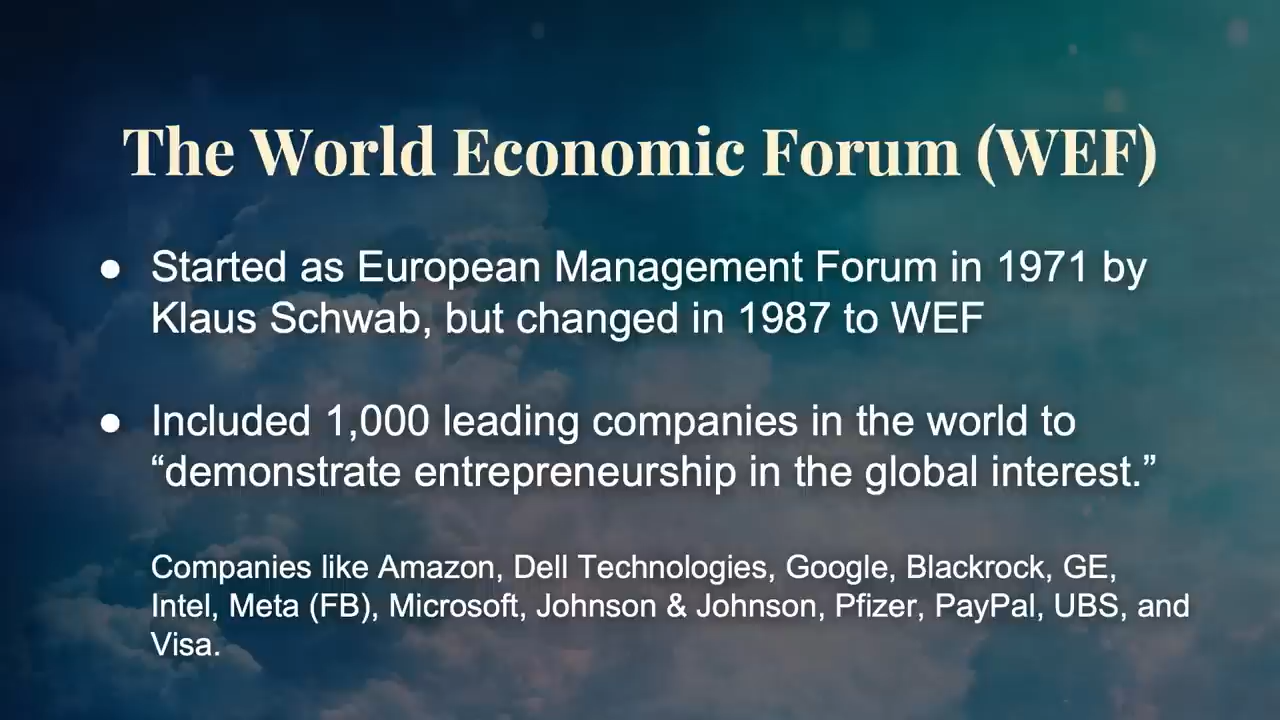 The World Economic Forum (WEF)
● Started as European Management Forum in 1971 by
Klaus Schwab, but changed in 1987 to WEF
● Included 1,000 leading companies in the world to
“demonstrate entrepreneurship in the global interest.”
Companies like Amazon, Dell Technologies, Google, Blackrock, GE,
Intel, Meta (FB), Microsoft, Johnson & Johnson, Pfizer, PayPal, UBS, and
Visa.